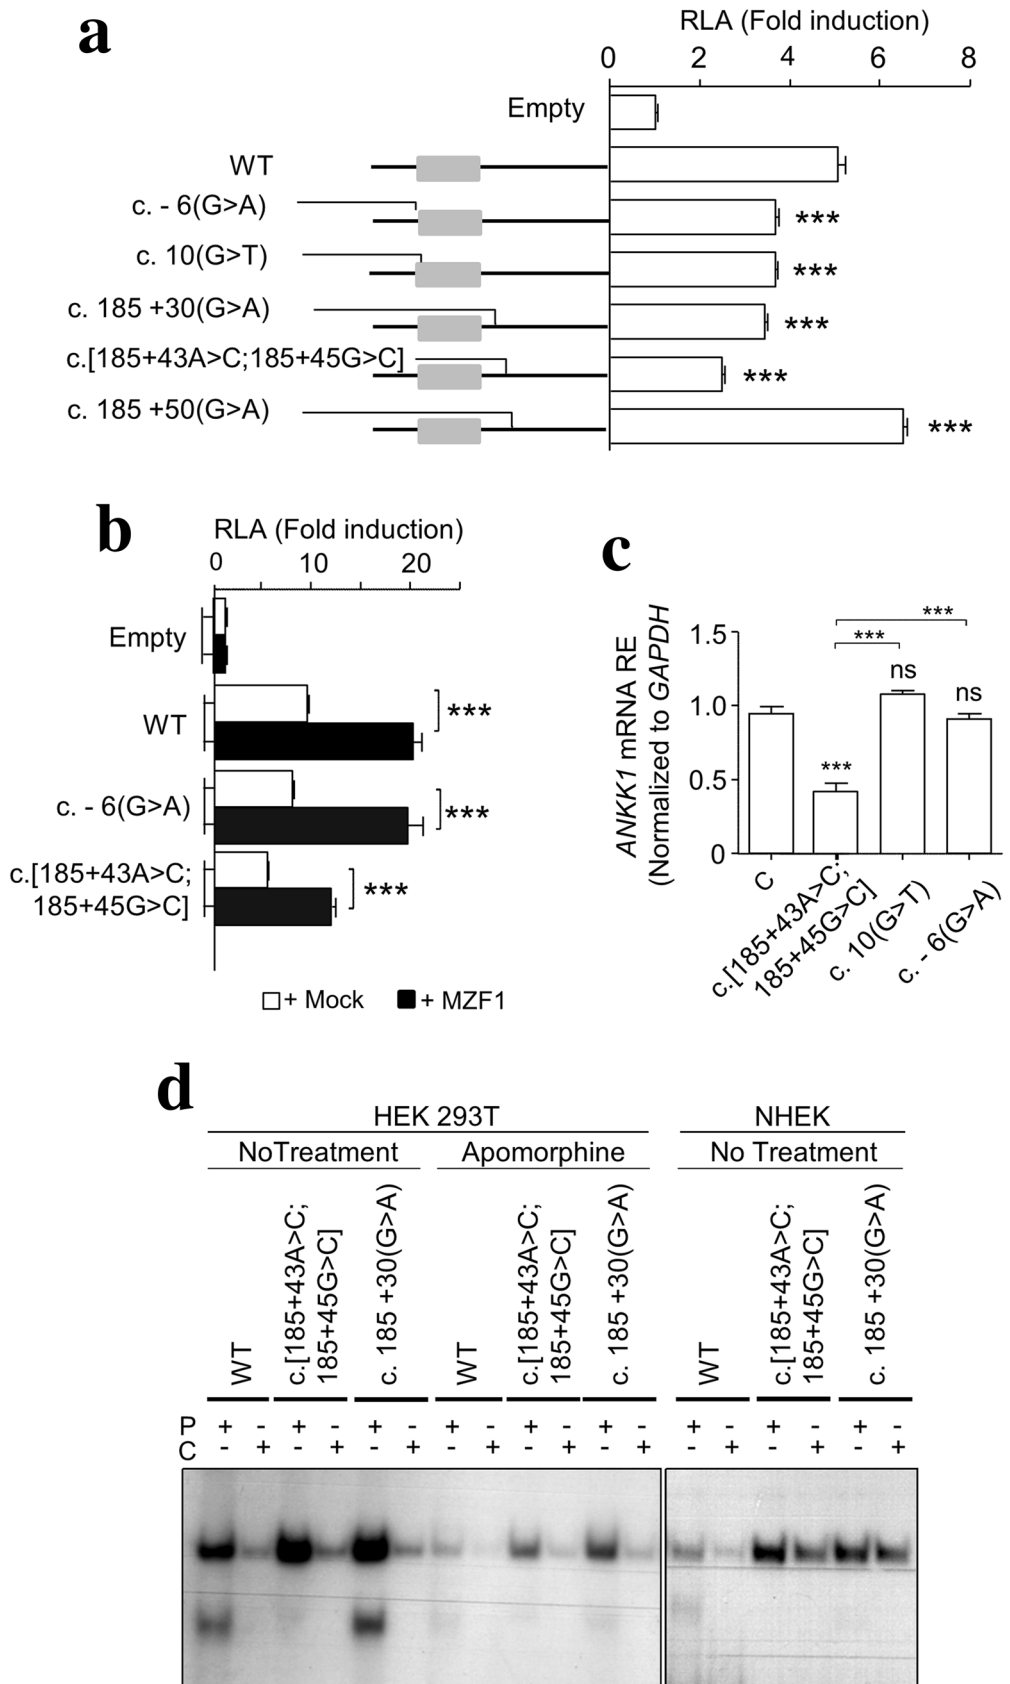 a
RLA (Fold induction)
0 2 4 6 8
Empty
WT
c. - 6(G>A) ***
c. 10(G>T) ***
c. 185 +30(G>A) ***
c.[185+43A>C;185+45G>C] ***
c. 185 +50(G>A) ***
b
RLA (Fold induction)
0 10 20
Empty
WT ***
c. - 6(G>A) ***
c.[185+43A>C;
185+45G>C] ***
+ Mock + MZF1
c
ANKK1 mRNA RE
(Normalized to GAPDH
1.5
1.0
0.5
0
***
***
ns
ns
***
C
c.[185+43A>C;
185+45G>C]
c. 10(G>T)
c. - 6(G>A)
d
HEK 293T NHEK
NoTreatment Apomorphine No Treatment
WT
c.[185+43A>C;
185+45G>C]
c. 185 +30(G>A)
WT
c.[185+43A>C;
185+45G>C]
c. 185 +30(G>A)
WT
c.[185+43A>C;
185+45G>C]
c. 185 +30(G>A)
P + - + - + - + - + - + - + - + - + -
C - + - + - + - + - + - + - + - + - +